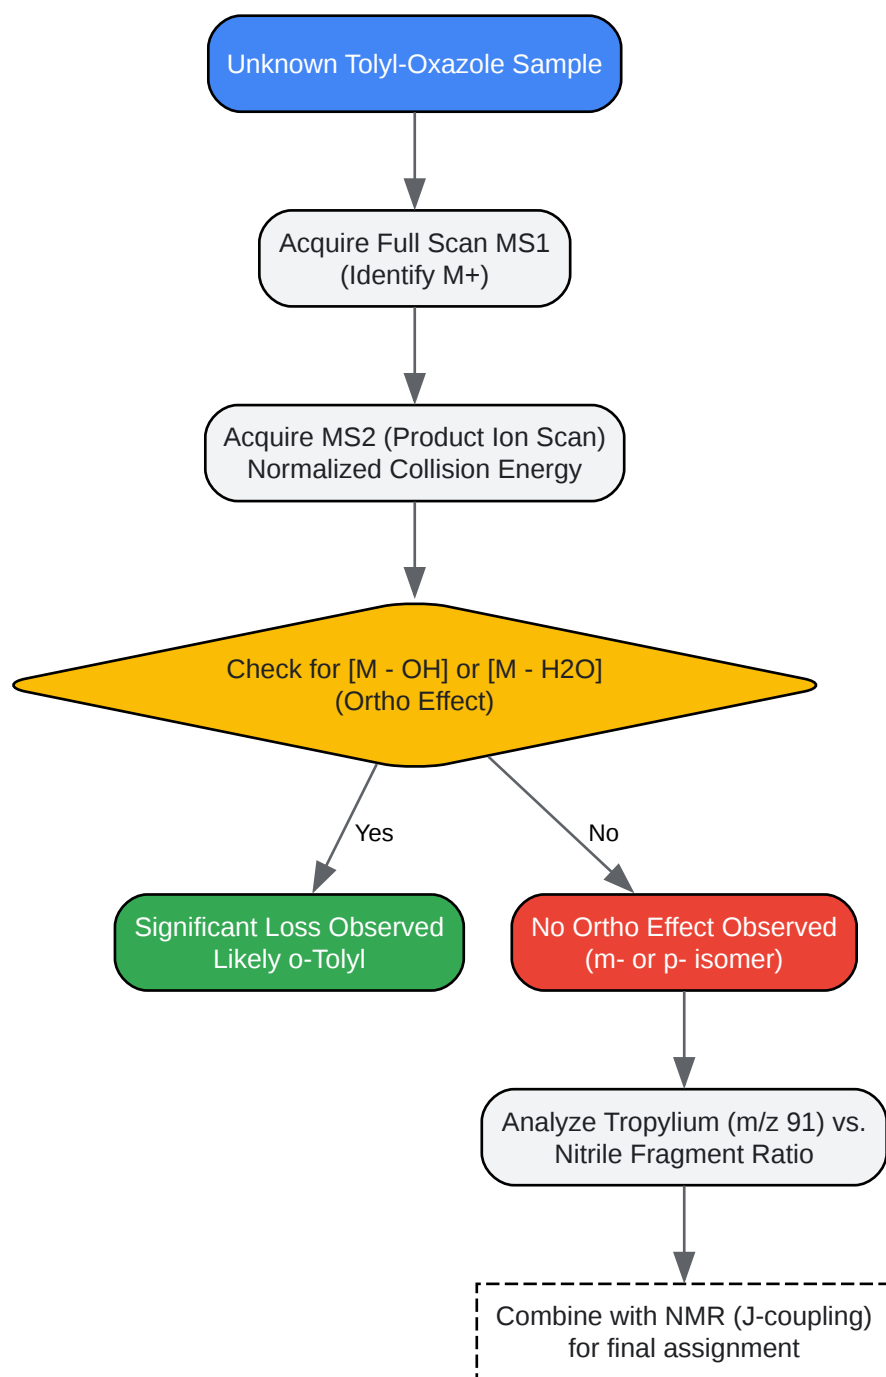 Unknown Tolyl-Oxazole Sample
Acquire Full Scan MS1
(Identify M+)
Acquire MS2 (Product Ion Scan)
Normalized Collision Energy
Check for [M - OH] or [M - H2O]
(Ortho Effect)
Yes
No
Significant Loss Observed
Likely o-Tolyl
No Ortho Effect Observed
(m- or p- isomer)
Analyze Tropylium (m/z 91) vs.
Nitrile Fragment Ratio
Combine with NMR (J-coupling)
for final assignment